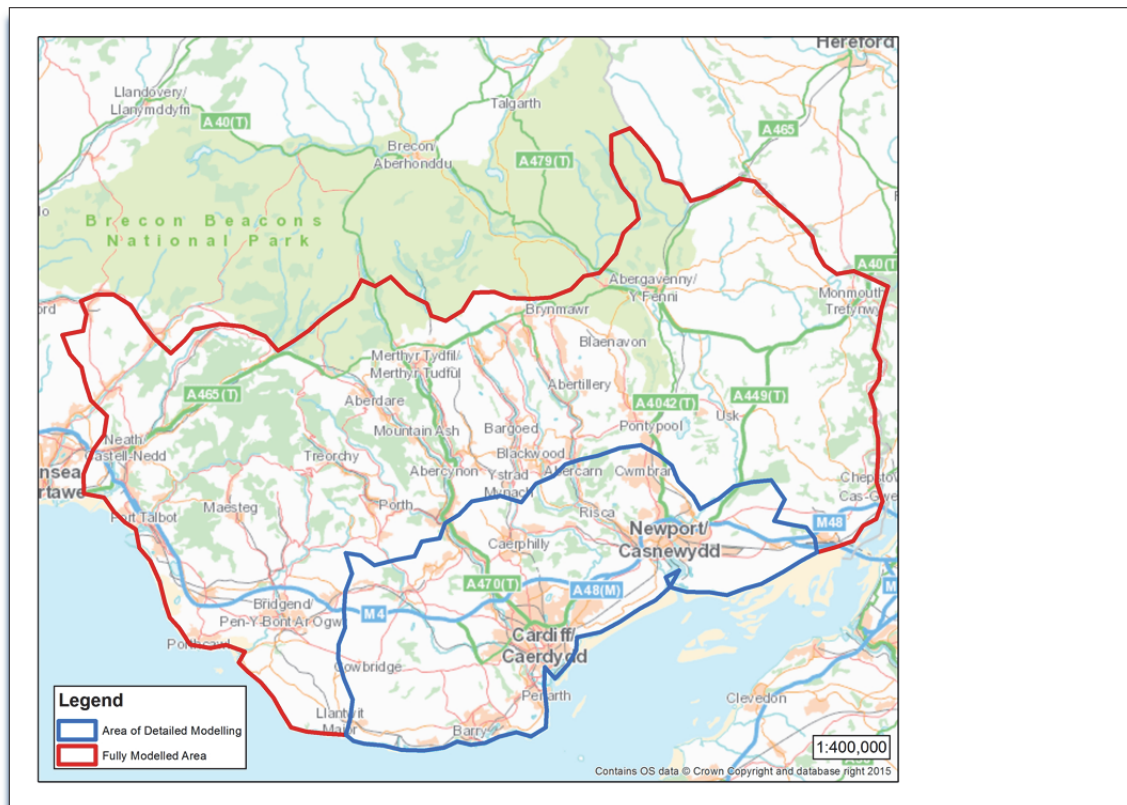 Hereford
Llandovery/
Llanymddyfri
Talgarth
A 40(T)
A465
Brecon
Aberhonddu
A479(T)
Brecon Beacons
National Park
A40(T)
Abergavenny/
Y Fenni
Monmouth
Trefynwy
Brynmawr
Blaenavon
Merthyr Tydfil/
Merthyr Tudful
Abertillery
A465(T)
A449(T)
Aberdare
A4042(T)
Usk
Mountain Ash
Bargoed
Pontypool
Neath/
Castell-Nedd
Treorchy
Blackwood
Abercynon
Ystrad
Mynach
Abercarn
Cwmbran
Maesteg
Porth
Risca
Port Talbot
M48
Newport/
Casnewydd
Caerphilly
A470(T)
A48(M)
Bridgend/
Pen-Y-Bont Ar Ogwr
M4
Cardiff/
Caerdydd
Porthcawl
Cowbridge
Penarth
Clevedon
Llantwit
Major
Barry
Legend
Area of Detailed Modelling
Fully Modelled Area
1:400,000
Contains OS data © Crown Copyright and database right 2015